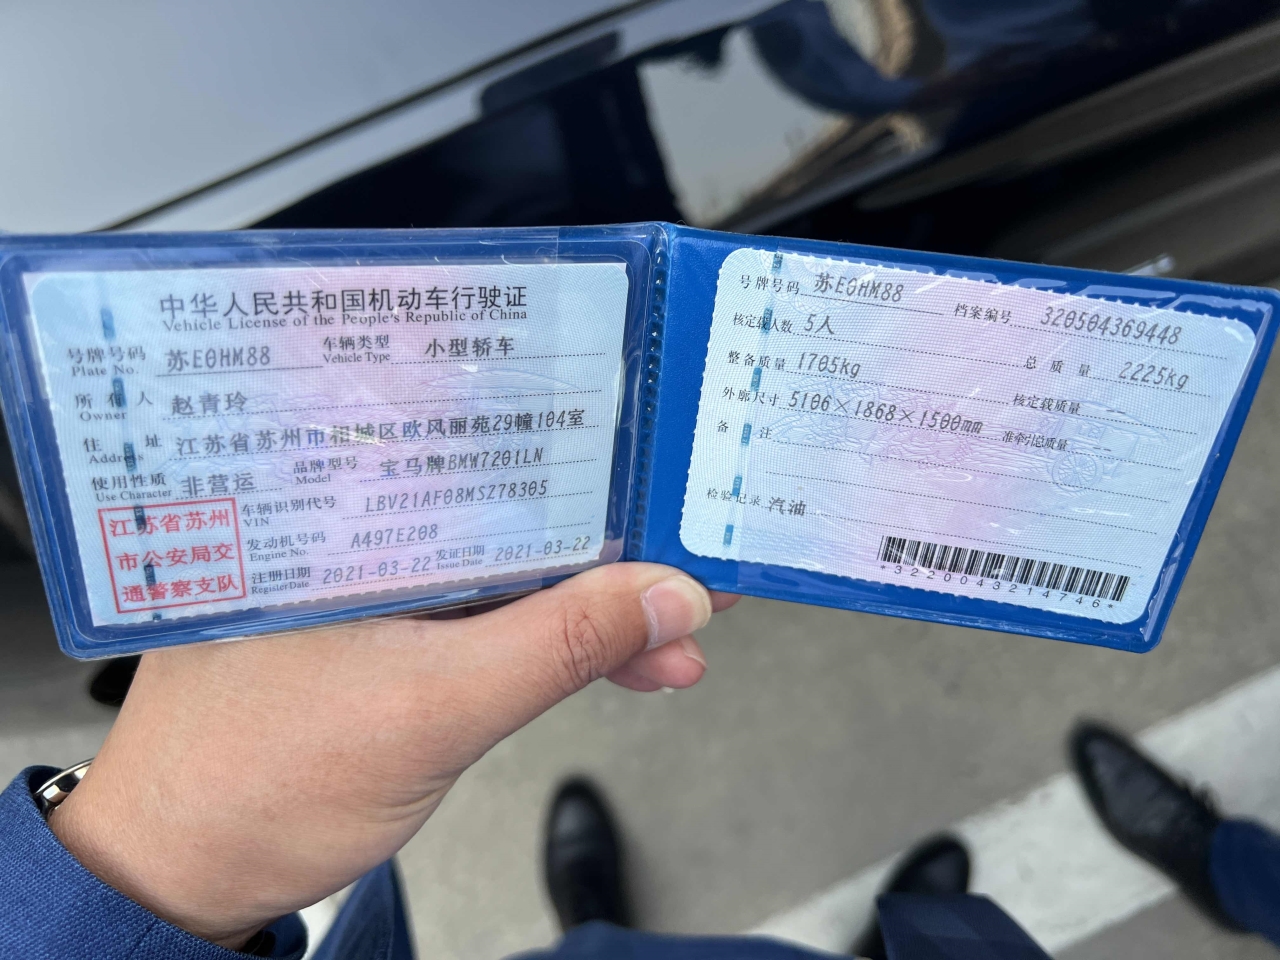 中华人民共和国机动车行驶证
Vehicle License of the People's Republic of China
号牌号码 苏E0HM88 车辆类型 小型轿车
Plate No. Vehicle Type
所有人 赵青玲
Owner
住址 江苏省苏州市相城区欧风丽苑29幢104室
Address
使用性质 非营运 品牌型号 宝马牌BMW7201LN
Use Character Model
江苏省苏州
市公安局交
通警察支队
车辆识别代号 LBV21AF08MSZ78305
VIN
发动机号码 A497E208
Engine No.
注册日期 2021-03-22 发证日期 2021-03-22
Register Date Issue Date
号牌号码 苏E0HM88 档案编号 320504369448
核定载人数 5人 总质量 2225kg
整备质量 1705kg 核定载质量
外廓尺寸 5106×1868×1500mm 准牵引总质量
备注
检验记录 汽油
*3220043214746*